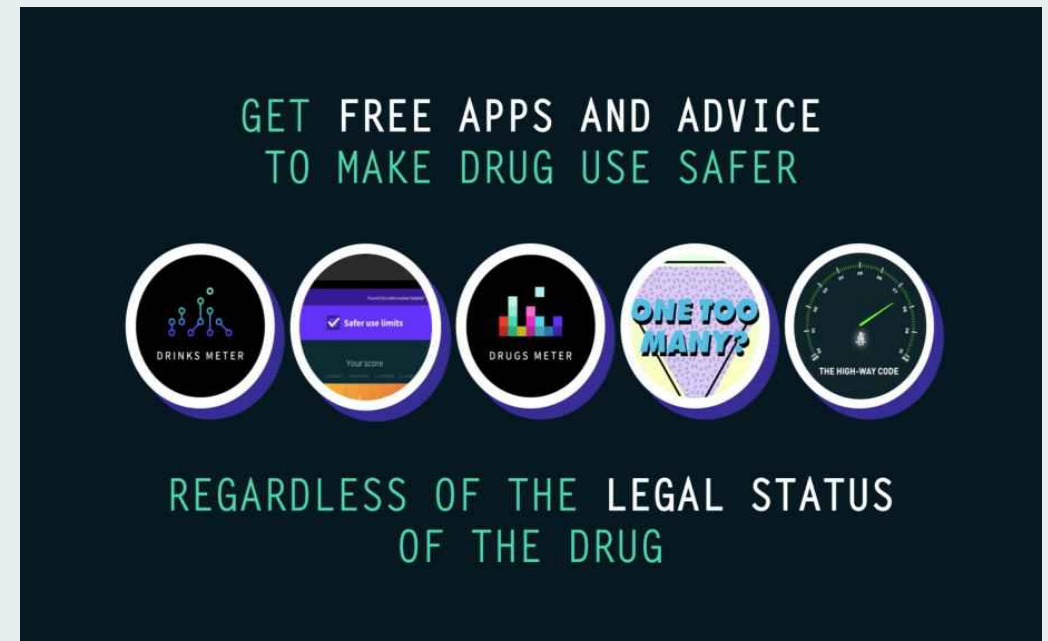 GET FREE APPS AND ADVICE
TO MAKE DRUG USE SAFER
DRINKS METER
Safer use limits
Your score
DRUGS METER
ONE TOO
MANY?
THE HIGH-WAY CODE
REGARDLESS OF THE LEGAL STATUS
OF THE DRUG